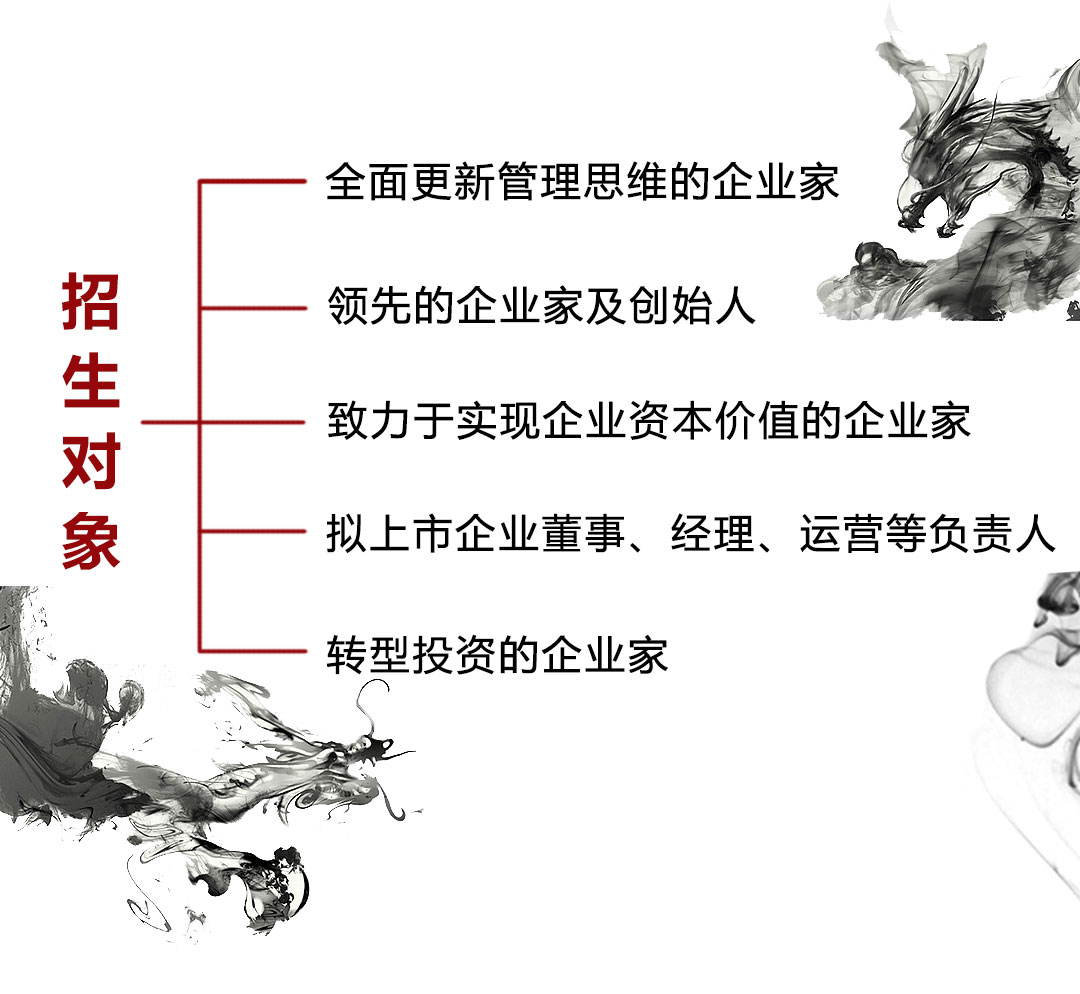 招生对象
全面更新管理思维的企业家
领先的企业家及创始人
致力于实现企业资本价值的企业家
拟上市企业董事、经理、运营等负责人
转型投资的企业家